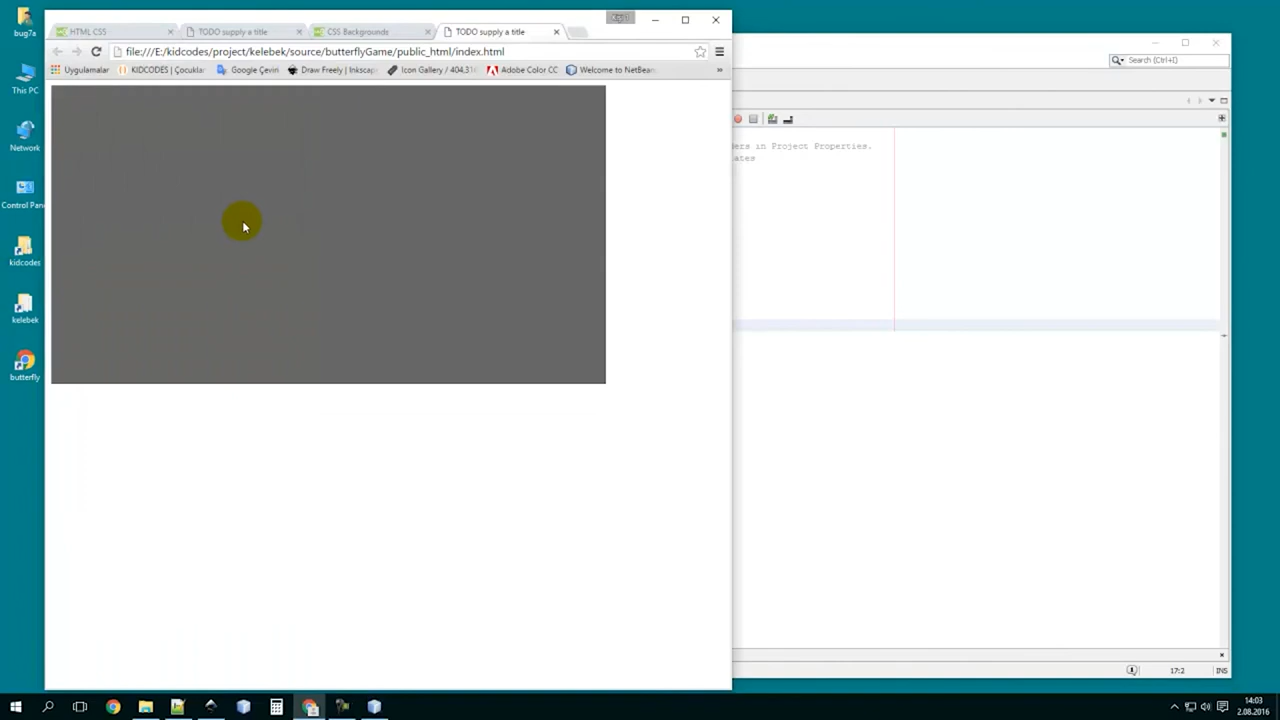 bug7a
This PC
Network
Control Pan
kidcodes
kelebek
butterfly
HTML CSS
TODO supply a title
CSS Backgrounds
TODO supply a title
file:///E:/kidcodes/project/kelebek/source/butterflyGame/public_html/index.html
Uygulamalar
KIDCODES | Çocuklar
Google Çeviri
Draw Freely | Inkscap
Icon Gallery / 404,31
Adobe Color CC
Welcome to NetBean
»
Search (Ctrl+I)
ders in Project Properties.
lates
17:2
INS
14:03
2.08.2016